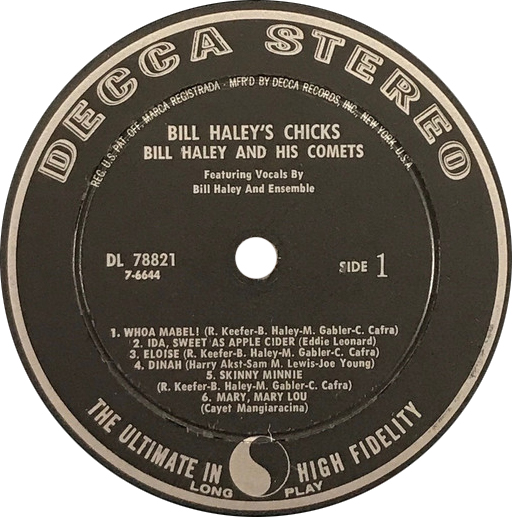 DECCA STEREO
REG. U.S. PAT. OFF. MARCA REGISTRADA · MFR'D BY DECCA RECORDS, INC., NEW YORK, U.S.A.
BILL HALEY'S CHICKS
BILL HALEY AND HIS COMETS
Featuring Vocals By
Bill Haley And Ensemble
DL 78821
7-6644
SIDE 1
1. WHOA MABEL! (R. Keefer-B. Haley-M. Gabler-C. Cafra)
2. IDA, SWEET AS APPLE CIDER (Eddie Leonard)
3. ELOISE (R. Keefer-B. Haley-M. Gabler-C. Cafra)
4. DINAH (Harry Akst-Sam M. Lewis-Joe Young)
5. SKINNY MINNIE
(R. Keefer-B. Haley-M. Gabler-C. Cafra)
6. MARY, MARY LOU
(Cayet Mangiaracina)
THE ULTIMATE IN HIGH FIDELITY
LONG PLAY